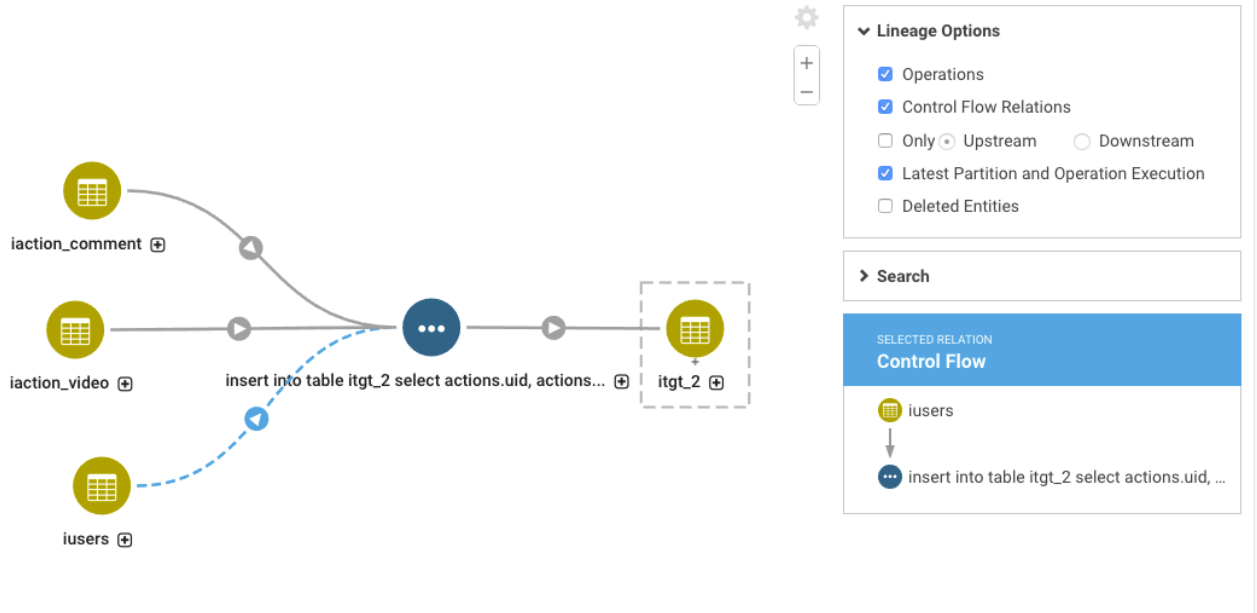 Lineage Options
Operations
Control Flow Relations
Only Upstream Downstream
Latest Partition and Operation Execution
Deleted Entities
Search
SELECTED RELATION
Control Flow
iusers
insert into table itgt_2 select actions.uid, ...
iaction_comment
iaction_video
insert into table itgt_2 select actions.uid, actions...
itgt_2
iusers